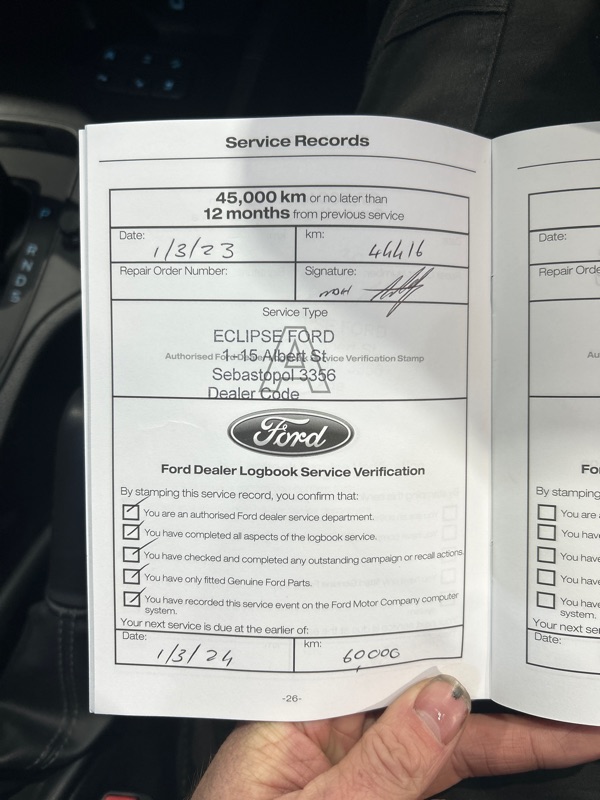 Service Records
45,000 km or no later than
12 months from previous service
Date: 1/3/23 km: 44416
Repair Order Number: Signature:
Service Type
A
ECLIPSE FORD
1-15 Albert St
Authorised Ford Service Verification Stamp
Sebastopol 3356
Dealer Code
Ford
Ford Dealer Logbook Service Verification
By stamping this service record, you confirm that:
You are an authorised Ford dealer service department.
You have completed all aspects of the logbook service.
You have checked and completed any outstanding campaign or recall actions.
You have only fitted Genuine Ford Parts.
You have recorded this service event on the Ford Motor Company computer
system.
Your next service is due at the earlier of:
Date: 1/3/24 km: 60000
-26-
Date:
Repair Orde
Au
Fo
By stamping
You are a
You have
You have
You have
You have
system.
Your next ser
Date:
P
R
N
D
S